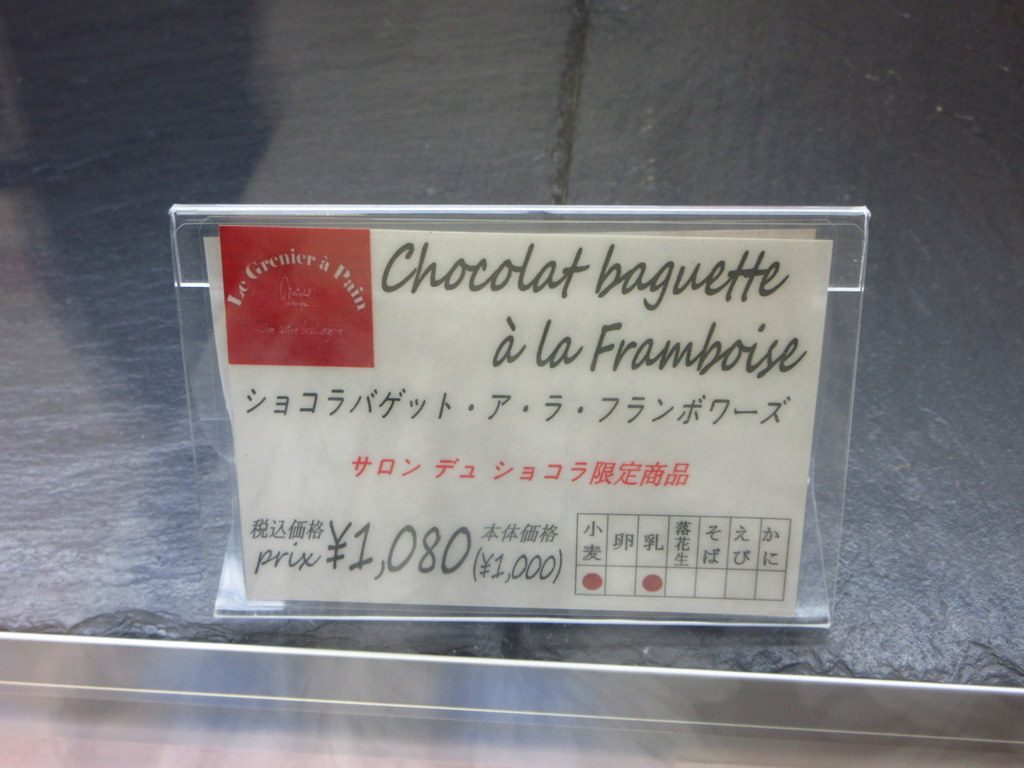 Le Grenier à Pain
Chocolat baguette
à la Framboise
ショコラバゲット・ア・ラ・フランボワーズ
サロン デュ ショコラ限定商品
税込価格 本体価格
prix ¥1,080 (¥1,000)
小麦 卵 乳 落花生 そば えび かに